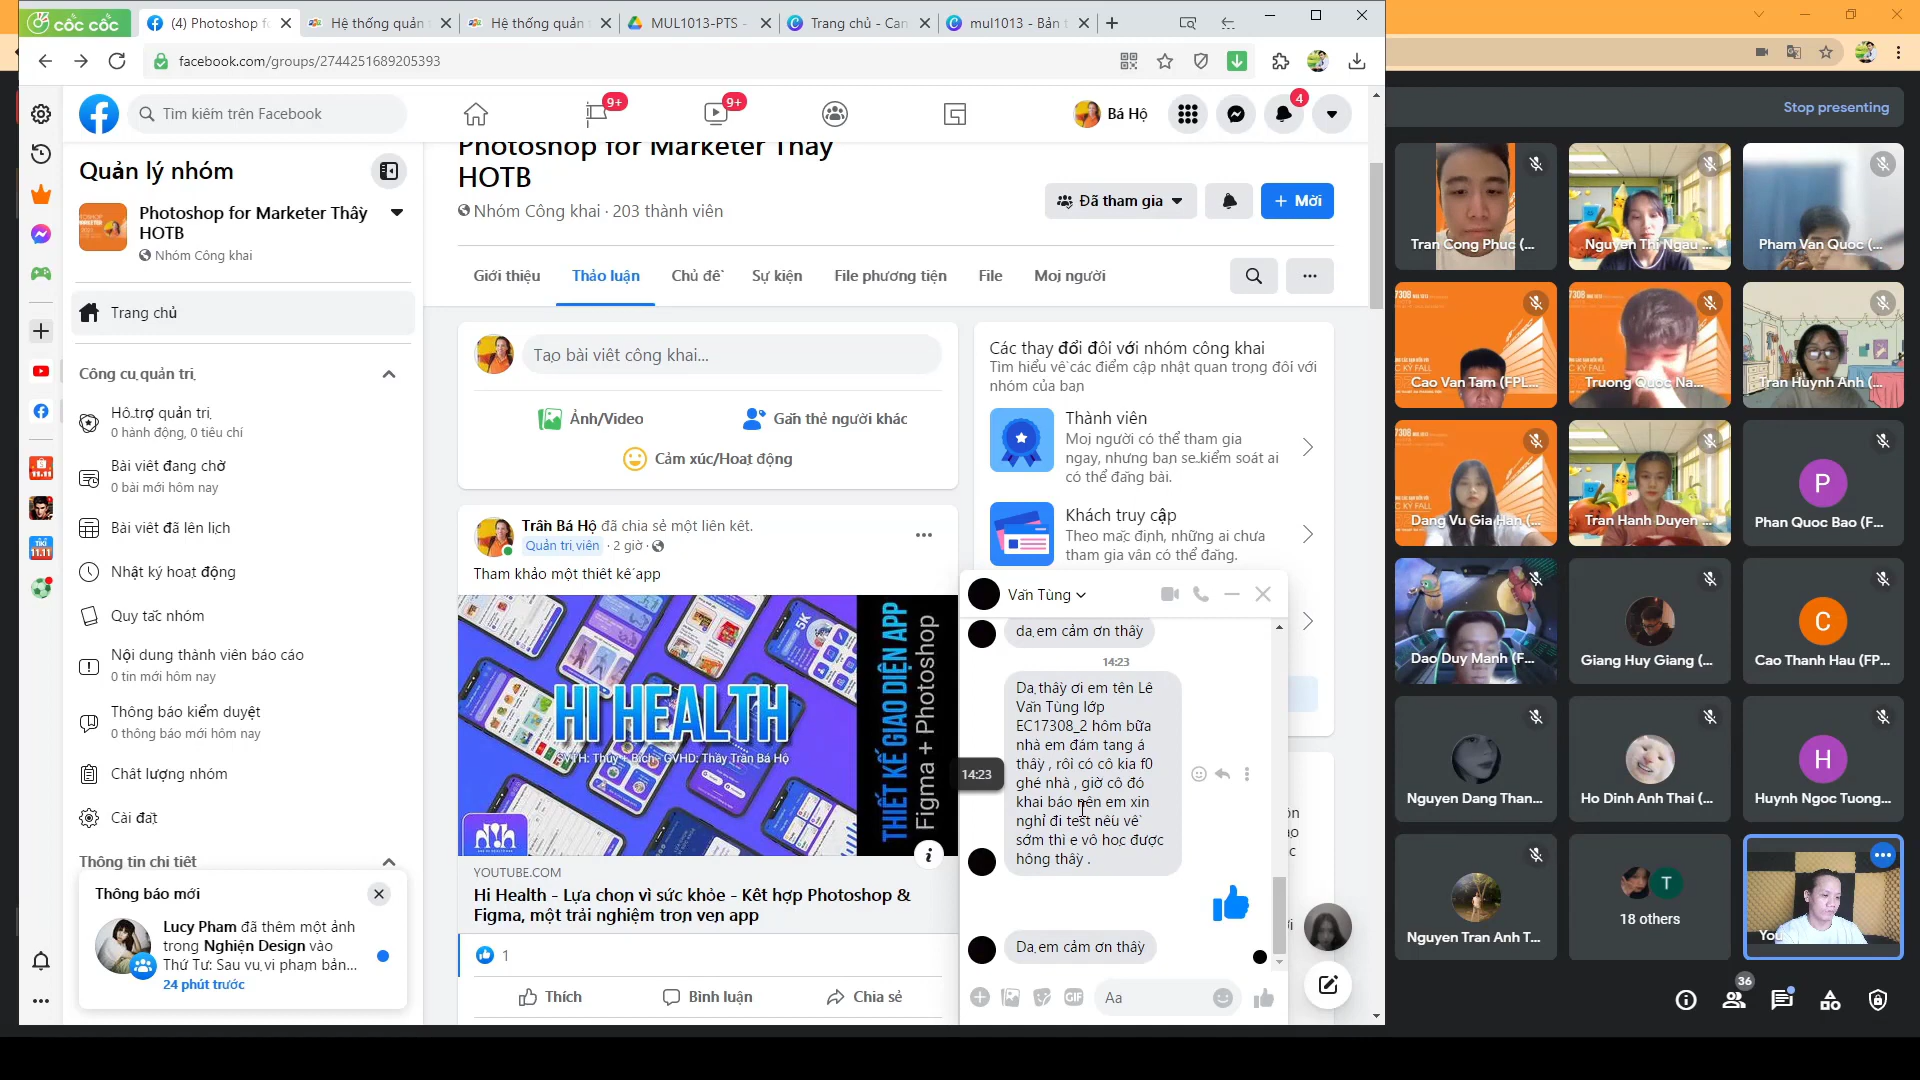 cốc cốc
(4) Photoshop f
Hệ thống quản
Hệ thống quản
MUL1013-PTS -
Trang chủ - Can
mul1013 - Bản t
facebook.com/groups/2744251689205393
Stop presenting
Tìm kiếm trên Facebook
9+
9+
Bá Hộ
4
Quản lý nhóm
Photoshop for Marketer Thầy
HOTB
Nhóm Công khai
Trang chủ
Công cụ quản trị
Hỗ trợ quản trị
0 hành động, 0 tiêu chí
Bài viết đang chờ
0 bài mới hôm nay
Bài viết đã lên lịch
Nhật ký hoạt động
Quy tắc nhóm
Nội dung thành viên báo cáo
0 tin mới hôm nay
Thông báo kiểm duyệt
0 thông báo mới hôm nay
Chất lượng nhóm
Cài đặt
Thông tin chi tiết
Thông báo mới
Lucy Pham đã thêm một ảnh
trong Nghiện Design vào
Thứ Tư: Sau vụ vi phạm bản...
24 phút trước
Photoshop for Marketer Thầy
HOTB
Nhóm Công khai · 203 thành viên
Đã tham gia
+ Mời
Giới thiệu
Thảo luận
Chủ đề
Sự kiện
File phương tiện
File
Mọi người
Tạo bài viết công khai...
Ảnh/Video
Gắn thẻ người khác
Cảm xúc/Hoạt động
Trần Bá Hộ đã chia sẻ một liên kết.
Quản trị viên · 2 giờ ·
Tham khảo một thiết kế app
HI HEALTH
SVTH: Thùy + Bích - GVHD: Thầy Trần Bá Hộ
THIẾT KẾ GIAO DIỆN APP
Figma + Photoshop
YOUTUBE.COM
Hi Health - Lựa chọn vì sức khỏe - Kết hợp Photoshop &
Figma, một trải nghiệm trọn vẹn app
1
Thích
Bình luận
Chia sẻ
Các thay đổi đối với nhóm công khai
Tìm hiểu về các điểm cập nhật quan trọng đối với
nhóm của bạn
Thành viên
Mọi người có thể tham gia
ngay, nhưng bạn sẽ kiểm soát ai
có thể đăng bài.
Khách truy cập
Theo mặc định, những ai chưa
tham gia vẫn có thể đăng.
Văn Tùng
dạ em cảm ơn thầy
14:23
Dạ thầy ơi em tên Lê
Văn Tùng lớp
EC17308_2 hôm bữa
nhà em đám tang á
thầy , rồi có cô kia f0
ghé nhà , giờ cô đó
khai báo nên em xin
nghỉ đi test nếu về
sớm thì e vô học được
hông thầy .
14:23
Dạ em cảm ơn thầy
GIF
Aa
Tran Cong Phuc (...
Nguyen Thi Ngau ...
Pham Van Quoc (...
Cao Van Tam (FPL...
Truong Quoc Na...
Tran Huynh Anh (...
Dang Vu Gia Han (...
Tran Hanh Duyen ...
P
Phan Quoc Bao (F...
Dao Duy Manh (F...
Giang Huy Giang (...
C
Cao Thanh Hau (FP...
Nguyen Dang Than...
Ho Dinh Anh Thai (...
H
Huynh Ngoc Tuong...
Nguyen Tran Anh T...
T
18 others
You
36